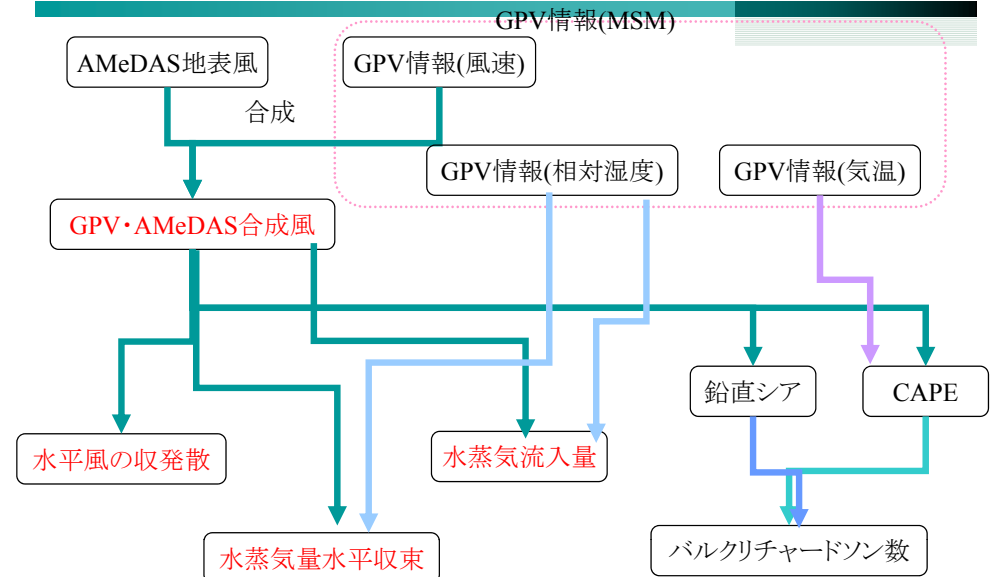 GPV情報(MSM)
AMeDAS地表風
GPV情報(風速)
合成
GPV情報(相対湿度)
GPV情報(気温)
GPV・AMeDAS合成風
鉛直シア
CAPE
水平風の収発散
水蒸気流入量
水蒸気量水平収束
バルクリチャードソン数